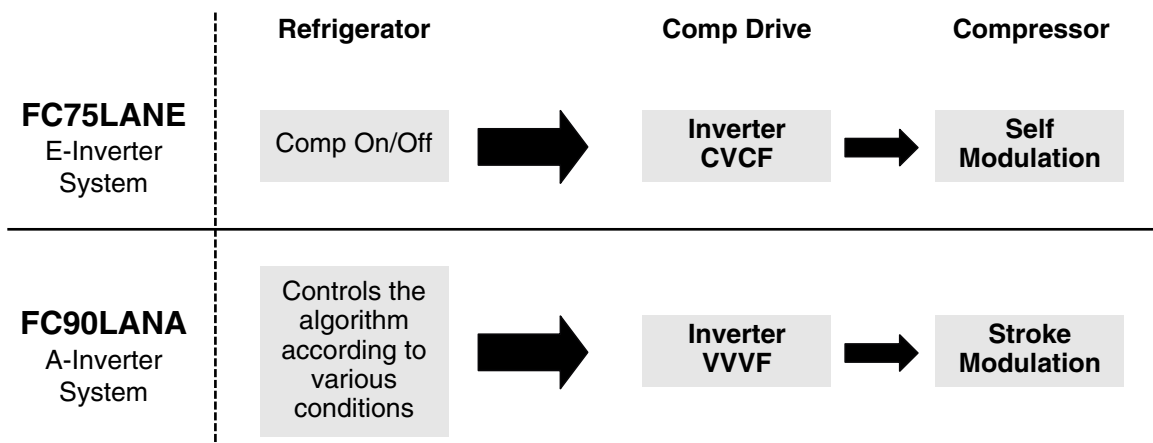 Refrigerator
Comp Drive
Compressor
FC75LANE
E-Inverter
System
Comp On/Off
Inverter
CVCF
Self
Modulation
FC90LANA
A-Inverter
System
Controls the
algorithm
according to
various
conditions
Inverter
VVVF
Stroke
Modulation